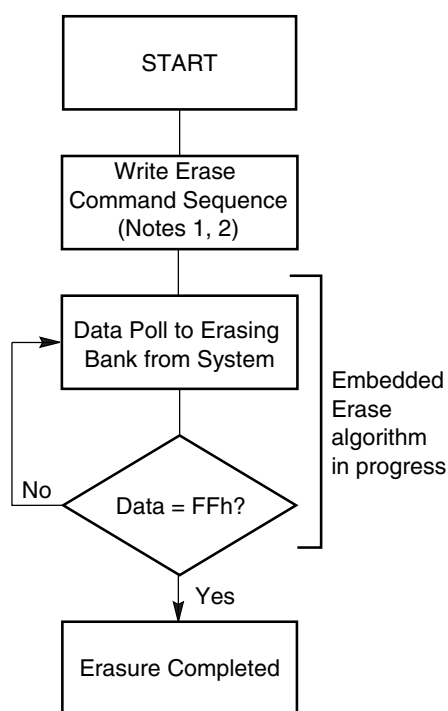 START
Write Erase
Command Sequence
(Notes 1, 2)
Data Poll to Erasing
Bank from System
Embedded
Erase
algorithm
in progress
No
Data = FFh?
Yes
Erasure Completed